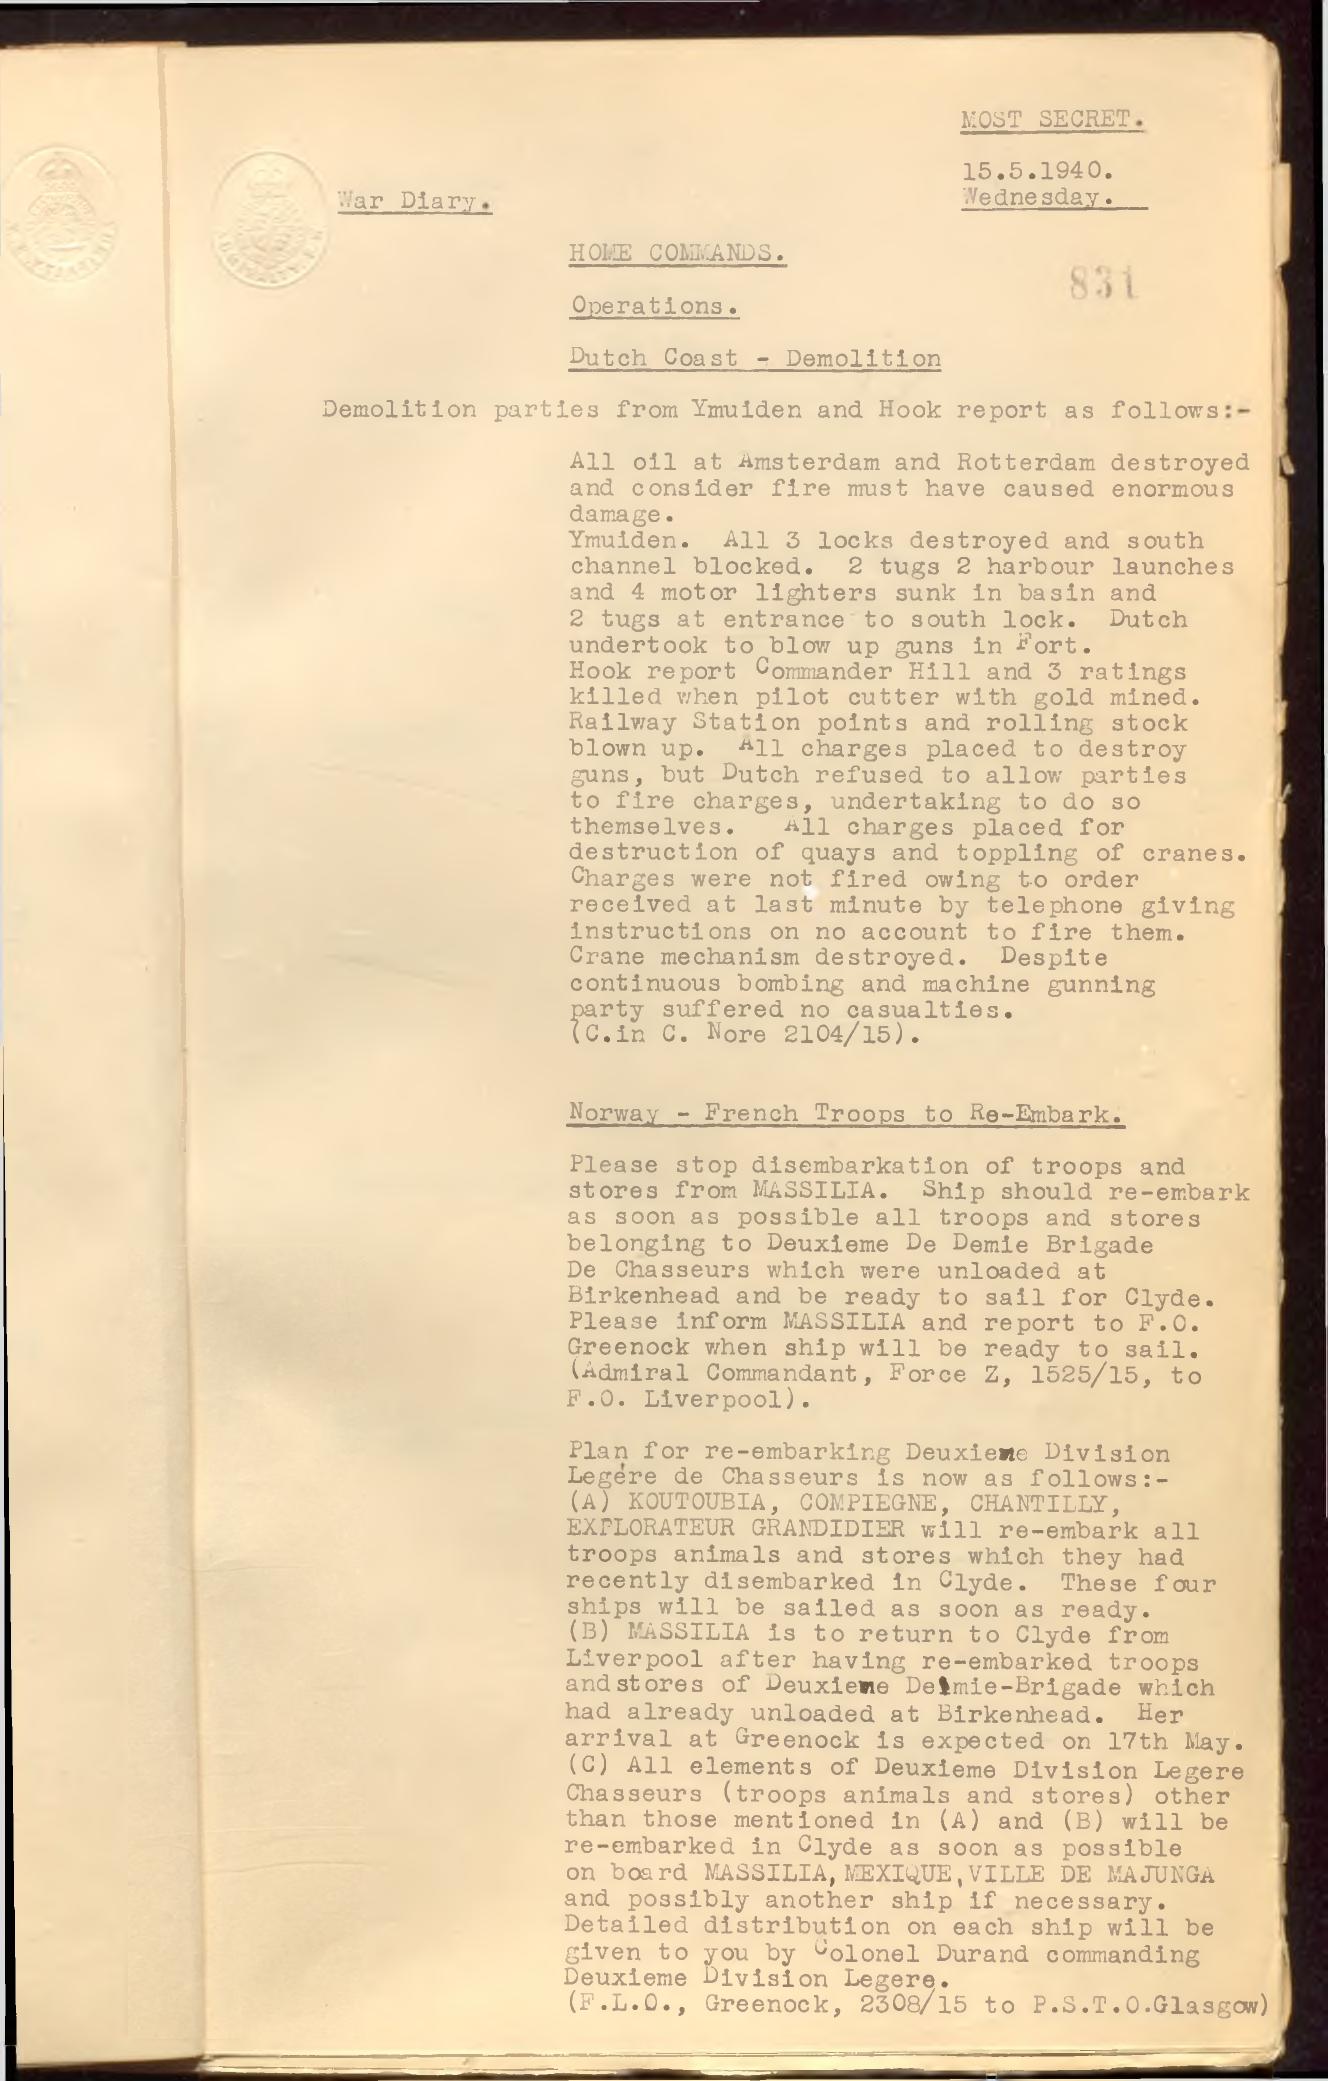 MOST SECRET.
15.5.1940.
Wednesday.
War Diary.
HOME COMMANDS.
831
Operations.
Dutch Coast - Demolition
Demolition parties from Ymuiden and Hook report as follows:-
All oil at Amsterdam and Rotterdam destroyed
and consider fire must have caused enormous
damage.
Ymuiden. All 3 locks destroyed and south
channel blocked. 2 tugs 2 harbour launches
and 4 motor lighters sunk in basin and
2 tugs at entrance to south lock. Dutch
undertook to blow up guns in Fort.
Hook report Commander Hill and 3 ratings
killed when pilot cutter with gold mined.
Railway Station points and rolling stock
blown up. All charges placed to destroy
guns, but Dutch refused to allow parties
to fire charges, undertaking to do so
themselves. All charges placed for
destruction of quays and toppling of cranes.
Charges were not fired owing to order
received at last minute by telephone giving
instructions on no account to fire them.
Crane mechanism destroyed. Despite
continuous bombing and machine gunning
party suffered no casualties.
(C.in C. Nore 2104/15).
Norway - French Troops to Re-Embark.
Please stop disembarkation of troops and
stores from MASSILIA. Ship should re-embark
as soon as possible all troops and stores
belonging to Deuxieme De Demie Brigade
De Chasseurs which were unloaded at
Birkenhead and be ready to sail for Clyde.
Please inform MASSILIA and report to F.O.
Greenock when ship will be ready to sail.
(Admiral Commandant, Force Z, 1525/15, to
F.O. Liverpool).
Plan for re-embarking Deuxieme Division
Legére de Chasseurs is now as follows:-
(A) KOUTOUBIA, COMPIEGNE, CHANTILLY,
EXPLORATEUR GRANDIDIER will re-embark all
troops animals and stores which they had
recently disembarked in Clyde. These four
ships will be sailed as soon as ready.
(B) MASSILIA is to return to Clyde from
Liverpool after having re-embarked troops
and stores of Deuxieme Demie-Brigade which
had already unloaded at Birkenhead. Her
arrival at Greenock is expected on 17th May.
(C) All elements of Deuxieme Division Legere
Chasseurs (troops animals and stores) other
than those mentioned in (A) and (B) will be
re-embarked in Clyde as soon as possible
on board MASSILIA, MEXIQUE, VILLE DE MAJUNGA
and possibly another ship if necessary.
Detailed distribution on each ship will be
given to you by Colonel Durand commanding
Deuxieme Division Legere.
(F.L.O., Greenock, 2308/15 to P.S.T.O.Glasgow)